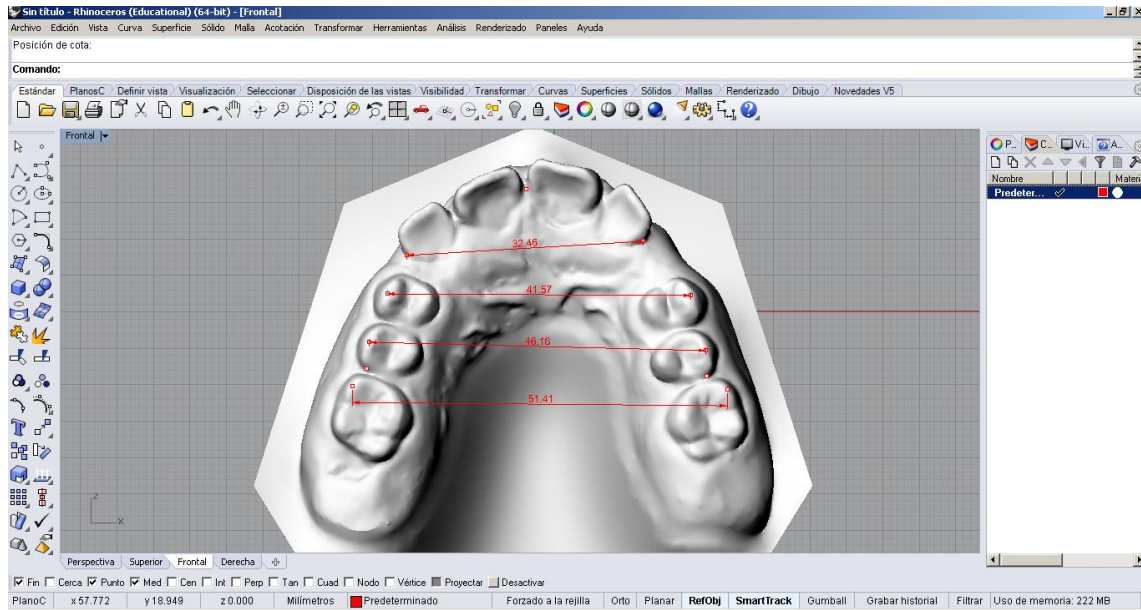 Sin título - Rhinoceros (Educational) (64-bit) - [Frontal]
Archivo Edición Vista Curva Superficie Sólido Malla Acotación Transformar Herramientas Análisis Renderizado Paneles Ayuda
Posición de cota:
Comando:
Estándar PlanosC Definir vista Visualización Seleccionar Disposición de las vistas Visibilidad Transformar Curvas Superficies Sólidos Mallas Renderizado Dibujo Novedades V5
Frontal
P... C... Vi... A...
Nombre Materi
Predeter...
32,46
41,57
46,16
51,41
z
x
Perspectiva Superior Frontal Derecha
Fin Cerca Punto Med Cen Int Perp Tan Cuad Nodo Vértice Proyectar Desactivar
PlanoC x 57.772 y 18.949 z 0.000 Milímetros Predeterminado Forzado a la rejilla Orto Planar RefObj SmartTrack Gumball Grabar historial Filtrar Uso de memoria: 222 MB